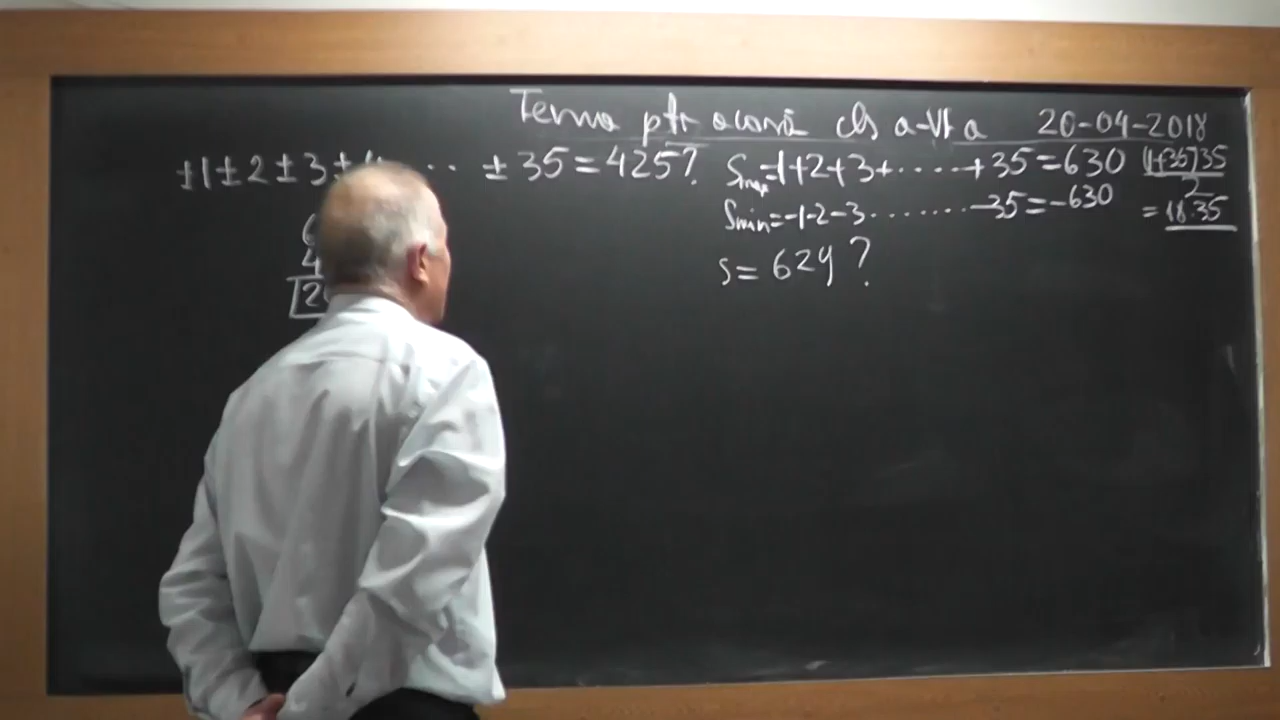 Tema ptr acasă cls a-VI a 20-04-2018
±1±2±3± ... ±35=425?
Smax=1+2+3+.....+35=630
(1+35)35
2
=18.35
Smin=-1-2-3........-35=-630
S=629?